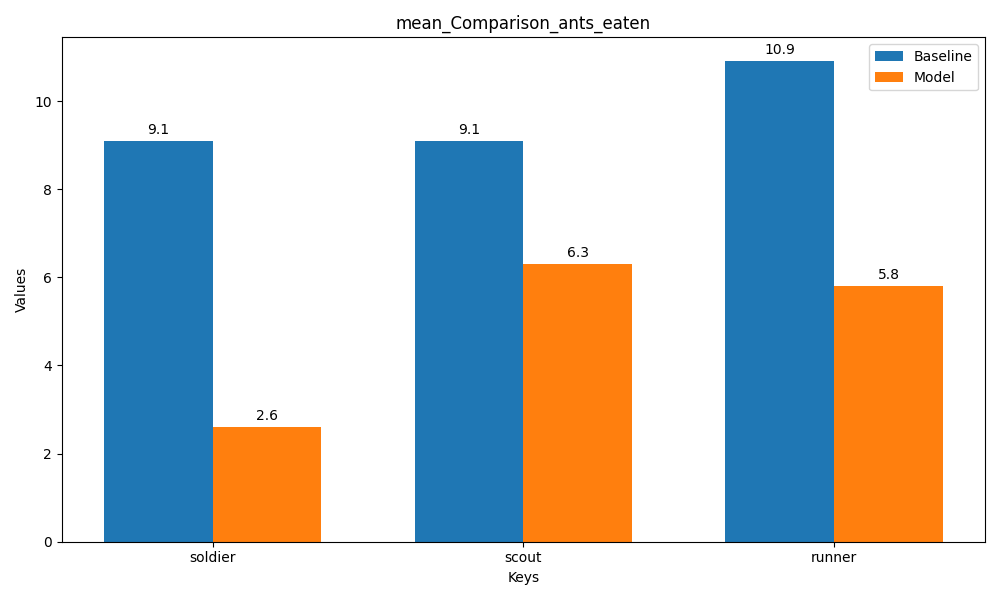 mean_Comparison_ants_eaten
Baseline
Model
Values
10
8
6
4
2
0
9.1
2.6
9.1
6.3
10.9
5.8
soldier
scout
runner
Keys